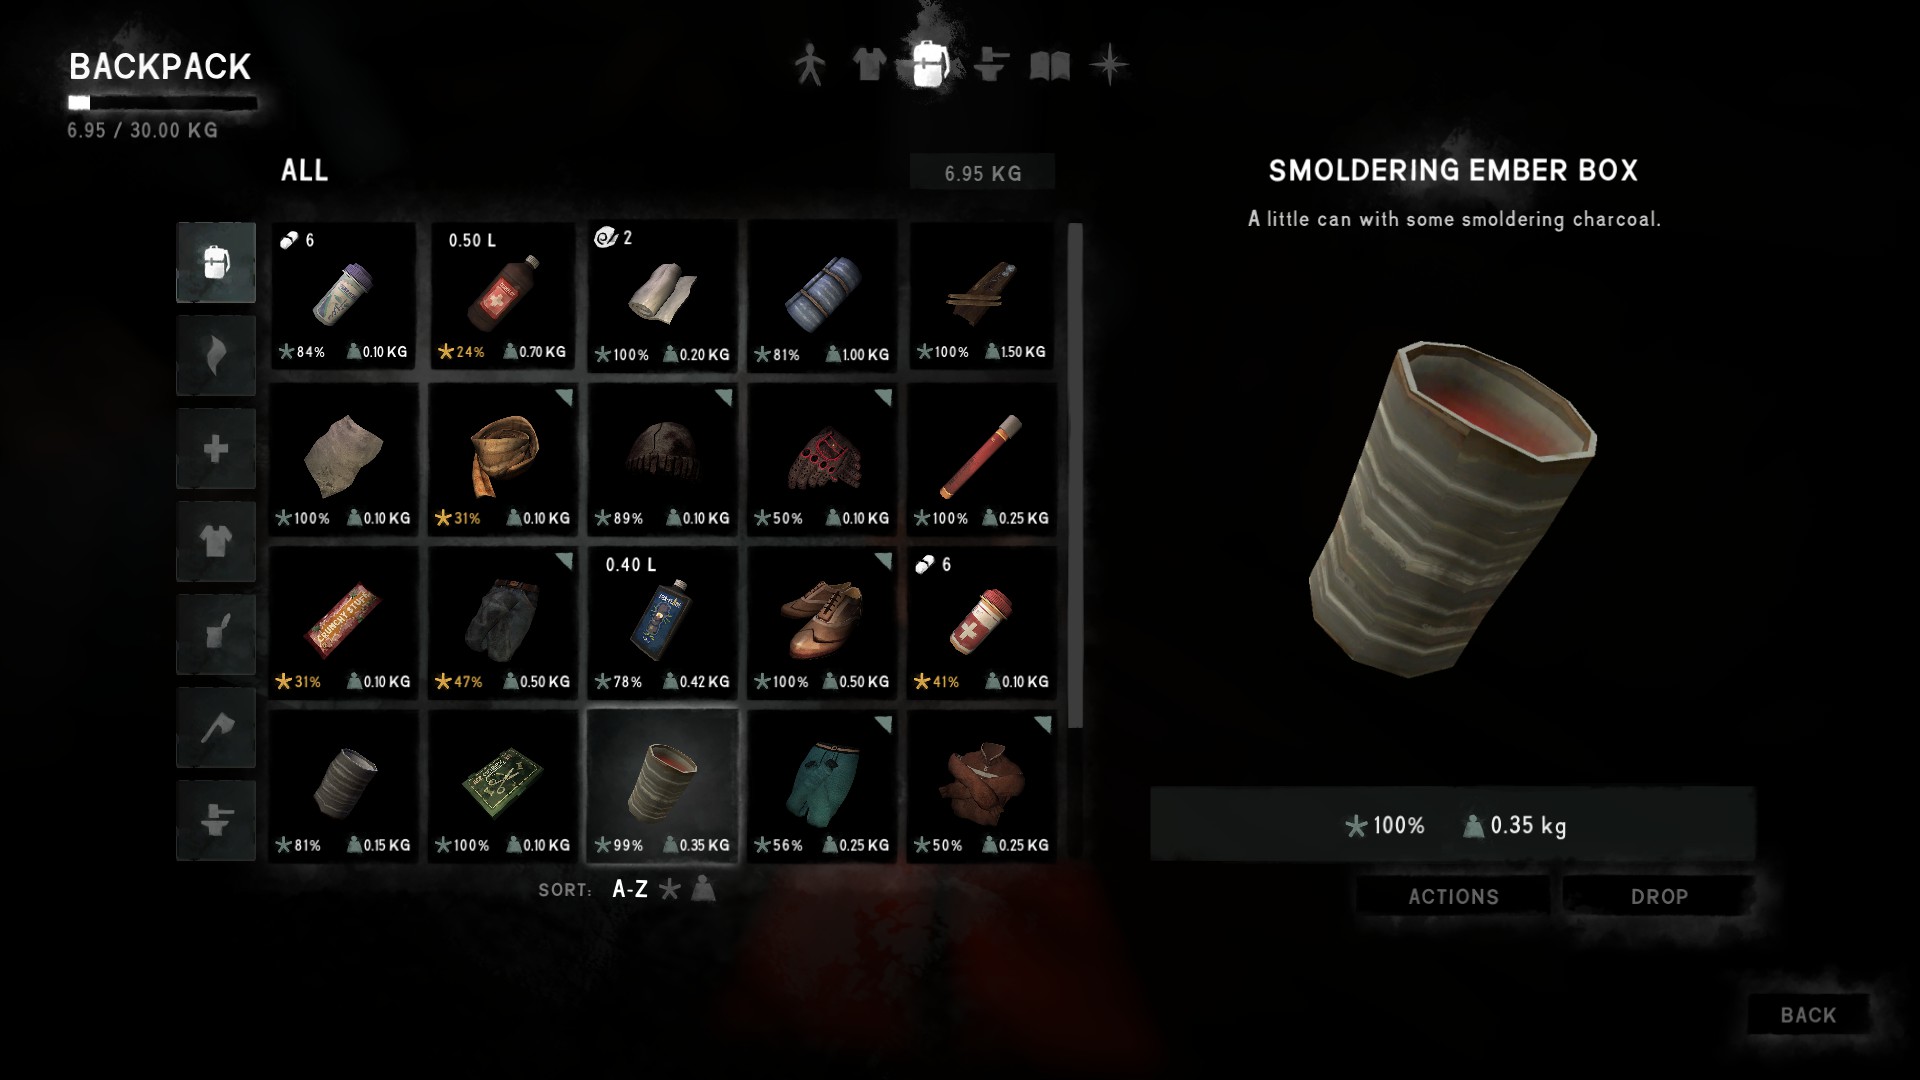 BACKPACK
6.95 / 30.00 KG
ALL
6.95 KG
6
0.50 L
2
84% 0.10 KG
24% 0.70 KG
100% 0.20 KG
81% 1.00 KG
100% 1.50 KG
100% 0.10 KG
31% 0.10 KG
89% 0.10 KG
50% 0.10 KG
100% 0.25 KG
0.40 L
6
CRUNCHY STUFF
31% 0.10 KG
47% 0.50 KG
78% 0.42 KG
100% 0.50 KG
41% 0.10 KG
81% 0.15 KG
100% 0.10 KG
99% 0.35 KG
56% 0.25 KG
50% 0.25 KG
SORT: A-Z
SMOLDERING EMBER BOX
A little can with some smoldering charcoal.
100% 0.35 kg
ACTIONS
DROP
BACK